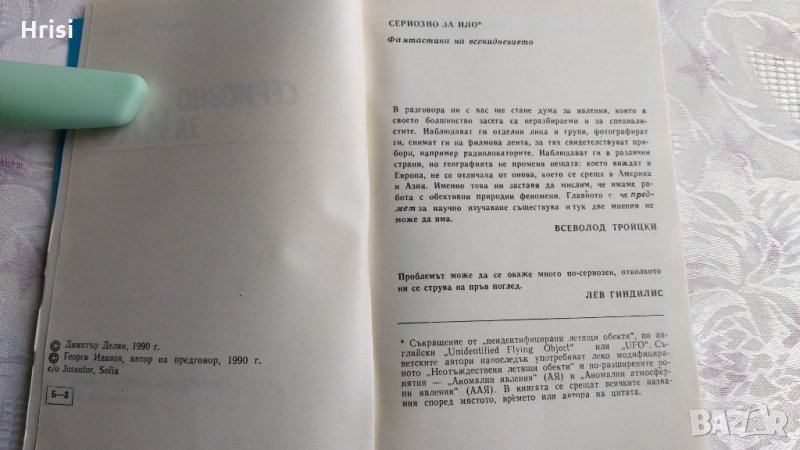 Hrisi
© Димитър Делян, 1990 г.
© Георги Иванов, автор на предговор, 1990 г.
c/o Jusautor, Sofia
Б—3
СЕРИОЗНО ЗА НЛО*
Фантастика на всекидневието
В разговора ни с вас ще стане дума за явления, които в
своето болшинство засега са неразбираеми и за специали-
стите. Наблюдават ги отделни лица и групи, фотографират
ги, снимат ги на филмова лента, за тях свидетелствуват при-
бори, например радиолокаторите. Наблюдават ги в различни
страни, но географията не променя нещата: което виждат в
Европа, не се отличава от онова, което се среща в Америка
и Азия. Именно това ни заставя да мислим, че имаме ра-
бота с обективни природни феномени. Главното е, че пред-
мет за научно изучаване съществува и тук две мнения не
може да има.
ВСЕВОЛОД ТРОИЦКИ
Проблемът може да се окаже много по-сериозен, отколкото
ни се струва на пръв поглед.
ЛЕВ ГИНДИЛИС
* Съкращение от „неидентифицирани летящи обекти", по ан-
глийски „Unidentified Flying Object" или "UFO". Съ-
ветските автори напоследък употребяват леко модифицира-
ното „Неотъждествени летящи обекти" и по-разширените по-
нятия — „Аномални явления" (АЯ) и „Аномални атмосфер-
ни явления" (ААЯ). В книгата се срещат всичките назва-
ния според мястото, времето или автора на цитата.
BAZAR